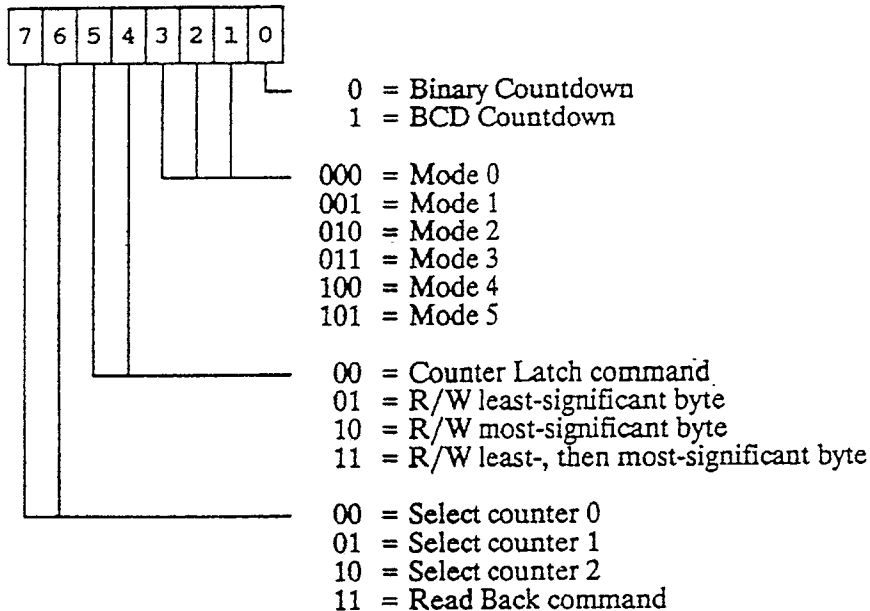 7 6 5 4 3 2 1 0
0 = Binary Countdown
1 = BCD Countdown
000 = Mode 0
001 = Mode 1
010 = Mode 2
011 = Mode 3
100 = Mode 4
101 = Mode 5
00 = Counter Latch command
01 = R/W least-significant byte
10 = R/W most-significant byte
11 = R/W least-, then most-significant byte
00 = Select counter 0
01 = Select counter 1
10 = Select counter 2
11 = Read Back command